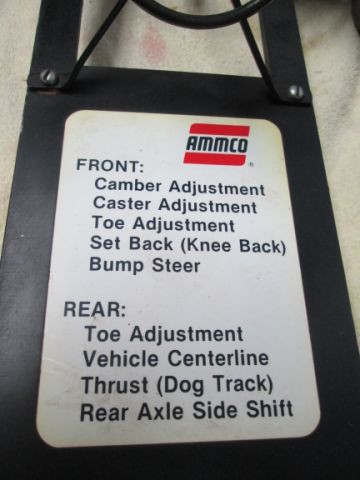 AMMCO®
FRONT:
Camber Adjustment
Caster Adjustment
Toe Adjustment
Set Back (Knee Back)
Bump Steer
REAR:
Toe Adjustment
Vehicle Centerline
Thrust (Dog Track)
Rear Axle Side Shift